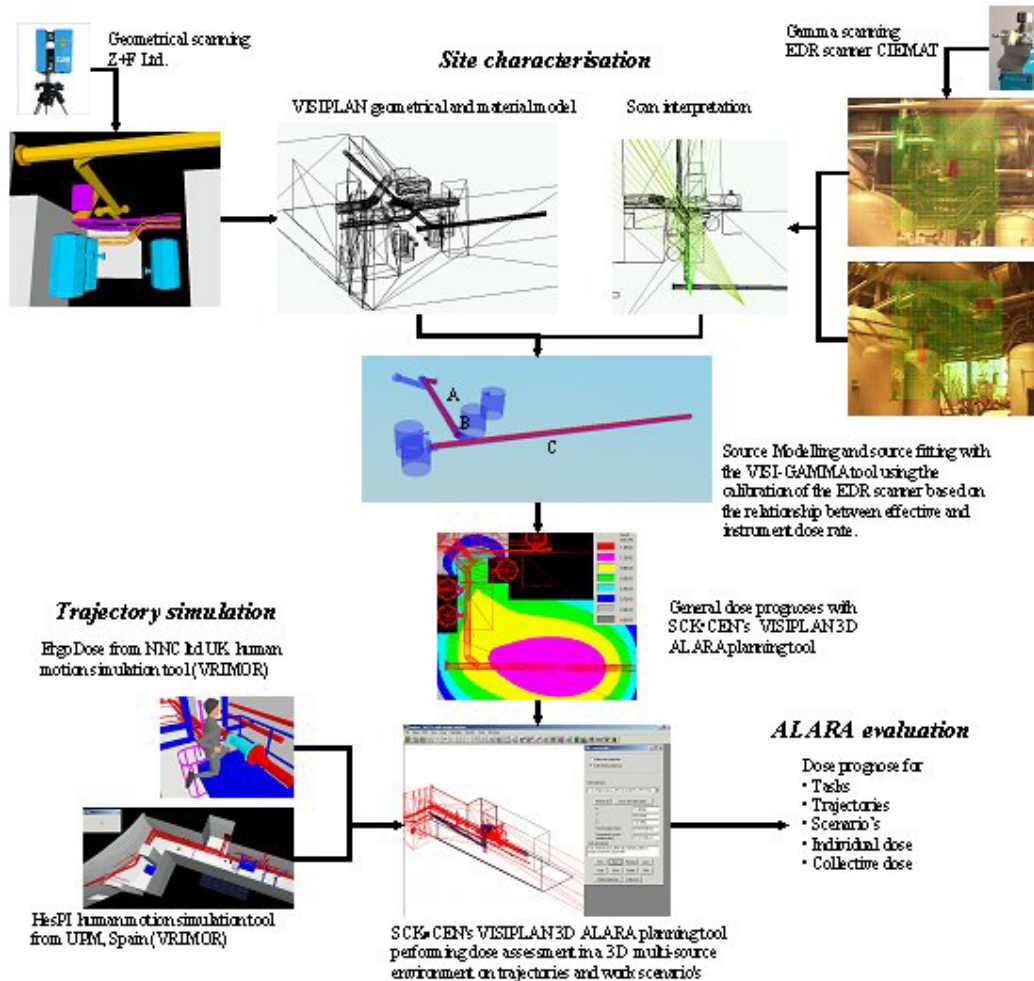 Geometrical scanning
Z+F Ltd.
Site characterisation
Gamma scanning
EDR scanner CIEMAT
VISIPLAN geometrical and material model
Scan interpretation
A
B
C
Source Modelling and source fitting with
the VISI-GAMMA tool using the
calibration of the EDR scanner based on
the relationship between effective and
instrument dose rate.
General dose prognoses with
SCK•CEN's VISIPLAN 3D
ALARA planning tool
Trajectory simulation
ErgoDose from NNC ltd UK human
motion simulation tool (VRIMOR)
HesPI human motion simulation tool
from UPM, Spain (VRIMOR)
SCK•CEN's VISIPLAN 3D ALARA planning tool
performing dose assessment in a 3D multi-source
environment on trajectories and work scenario's
ALARA evaluation
Dose prognose for
• Tasks
• Trajectories
• Scenario's
• Individual dose
• Collective dose